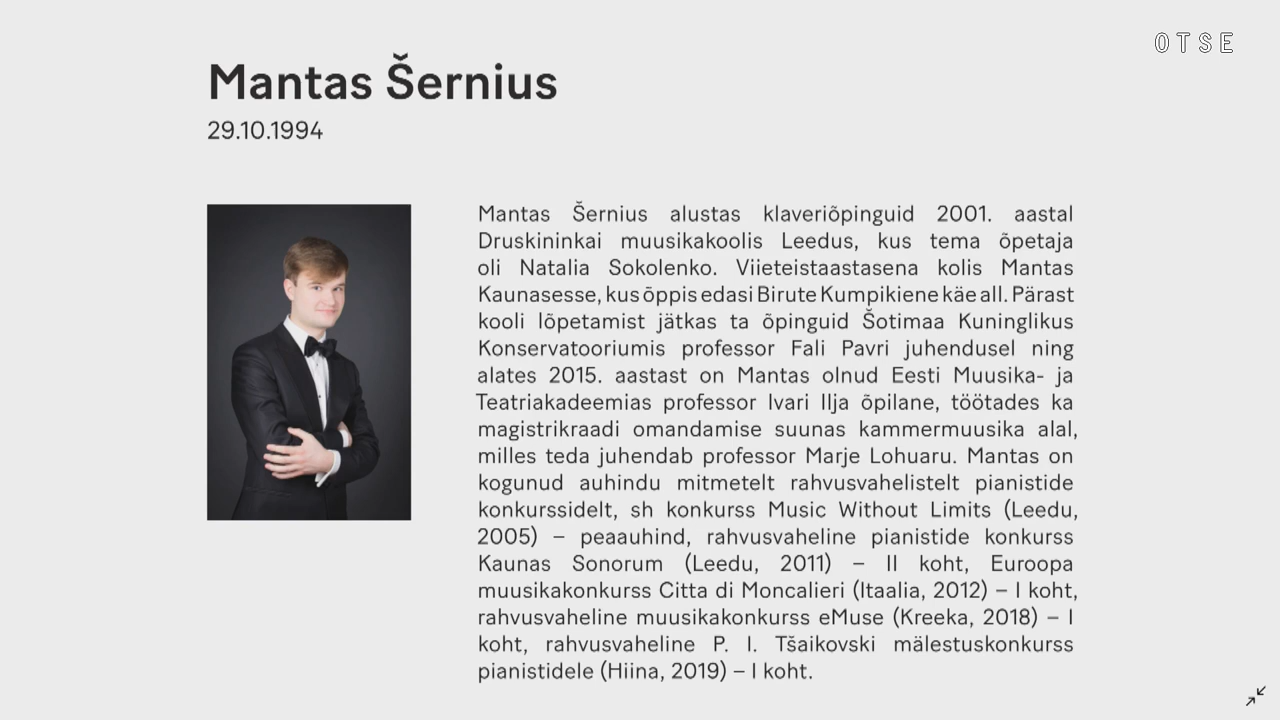 OTSE
Mantas Šernius
29.10.1994
Mantas Šernius alustas klaveriõpinguid 2001. aastal
Druskininkai muusikakoolis Leedus, kus tema õpetaja
oli Natalia Sokolenko. Viieteistaastasena kolis Mantas
Kaunasesse, kus õppis edasi Birute Kumpikiene käe all. Pärast
kooli lõpetamist jätkas ta õpinguid Šotimaa Kuninglikus
Konservatooriumis professor Fali Pavri juhendusel ning
alates 2015. aastast on Mantas olnud Eesti Muusika- ja
Teatriakadeemias professor Ivari Ilja õpilane, töötades ka
magistrikraadi omandamise suunas kammermuusika alal,
milles teda juhendab professor Marje Lohuaru. Mantas on
kogunud auhindu mitmetelt rahvusvahelistelt pianistide
konkurssidelt, sh konkurss Music Without Limits (Leedu,
2005) – peaauhind, rahvusvaheline pianistide konkurss
Kaunas Sonorum (Leedu, 2011) – II koht, Euroopa
muusikakonkurss Citta di Moncalieri (Itaalia, 2012) – I koht,
rahvusvaheline muusikakonkurss eMuse (Kreeka, 2018) – I
koht, rahvusvaheline P. I. Tšaikovski mälestuskonkurss
pianistidele (Hiina, 2019) – I koht.